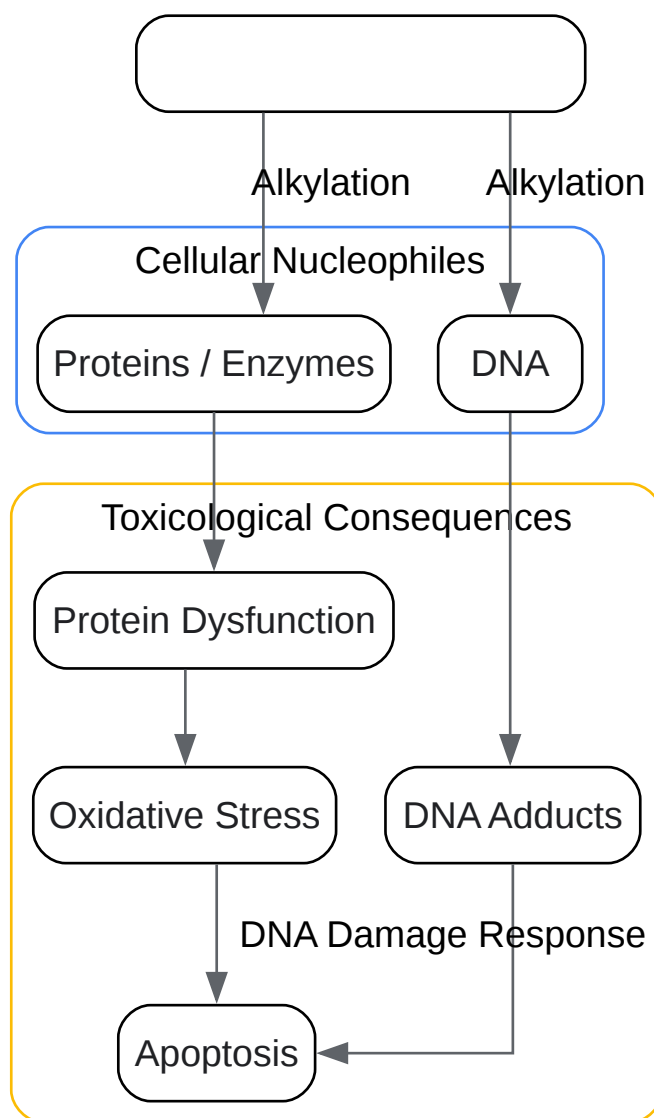 Alkylation
Alkylation
Cellular Nucleophiles
Proteins / Enzymes
DNA
Toxicological Consequences
Protein Dysfunction
Oxidative Stress
DNA Adducts
DNA Damage Response
Apoptosis